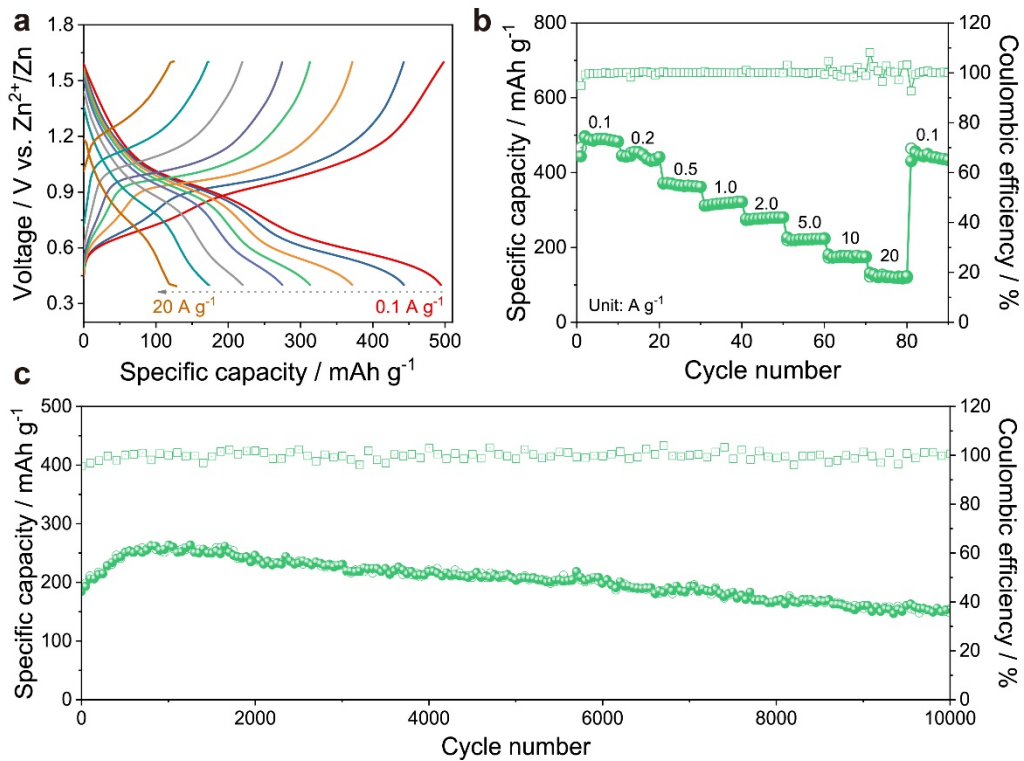 a
Voltage / V vs. Zn²⁺/Zn
1.8
1.5
1.2
0.9
0.6
0.3
20 A g⁻¹
0.1 A g⁻¹
0 100 200 300 400 500
Specific capacity / mAh g⁻¹
b
Specific capacity / mAh g⁻¹
800
600
400
200
0
0.1
0.2
0.5
1.0
2.0
5.0
10
20
0.1
Unit: A g⁻¹
120
100
80
60
40
20
0
Coulombic efficiency / %
0 20 40 60 80
Cycle number
c
Specific capacity / mAh g⁻¹
500
400
300
250
200
150
100
0
120
100
80
60
40
20
0
Coulombic efficiency / %
0 2000 4000 6000 8000 10000
Cycle number